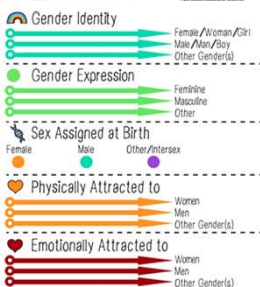 Gender Identity
Female/Woman/Girl
Male/Man/Boy
Other Gender(s)
Gender Expression
Feminine
Masculine
Other
Sex Assigned at Birth
Female Male Other/Intersex
Physically Attracted to
Women
Men
Other Gender(s)
Emotionally Attracted to
Women
Men
Other Gender(s)